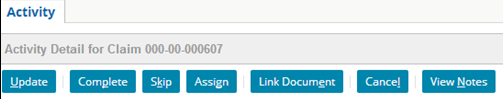 Activity
Activity Detail for Claim 000-00-000607
Update Complete Skip Assign Link Document Cancel View Notes